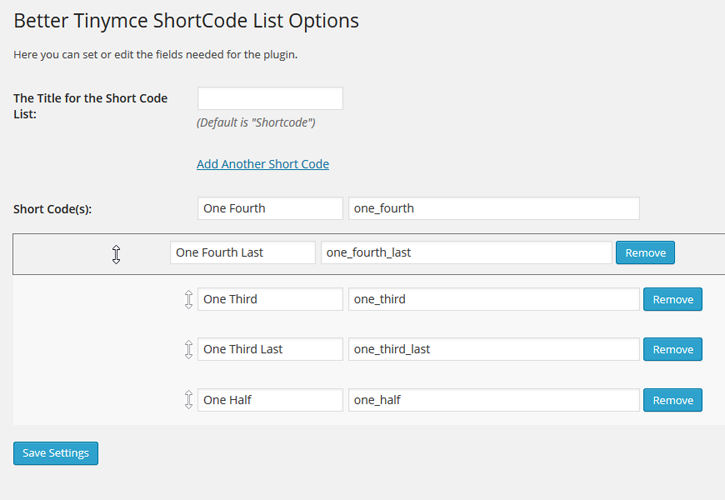 Better Tinymce ShortCode List Options
Here you can set or edit the fields needed for the plugin.
The Title for the Short Code
List:
(Default is "Shortcode")
Add Another Short Code
Short Code(s): One Fourth one_fourth
One Fourth Last one_fourth_last Remove
One Third one_third Remove
One Third Last one_third_last Remove
One Half one_half Remove
Save Settings